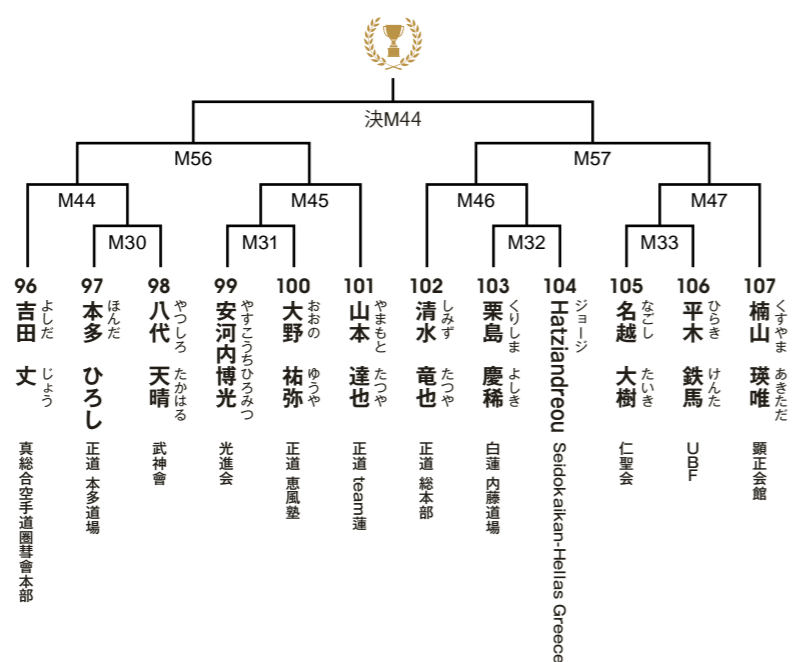 決M44
M56
M57
M44
M45
M46
M47
M30
M31
M32
M33
96
吉田 丈
よしだ じょう
真総合空手道圏彗會本部
97
本多 ひろし
ほんだ
正道 本多道場
98
八代 天晴
やつしろ たかはる
武神會
99
安河内博光
やすこうちひろみつ
光進会
100
大野 祐弥
おおの ゆうや
正道 恵風塾
101
山本 達也
やまもと たつや
正道 team蓮
102
清水 竜也
しみず たつや
正道 総本部
103
栗島 慶稀
くりしま よしき
白蓮 内藤道場
104
Hatziandreou
ジョージ
Seidokaikan-Hellas Greece
105
名越 大樹
なごし たいき
仁聖会
106
平木 鉄馬
ひらき けんた
UBF
107
楠山 瑛唯
くすやま あきただ
顕正会館